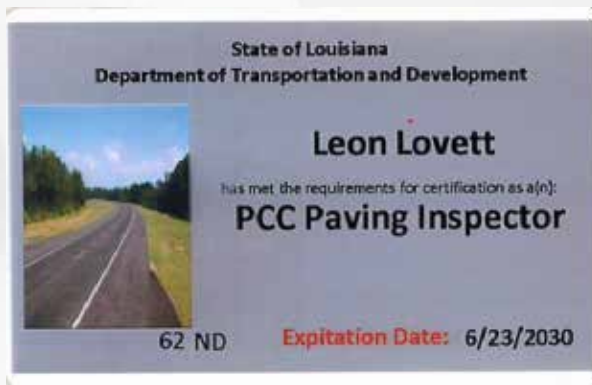 State of Louisiana
Department of Transportation and Development
Leon Lovett
has met the requirements for certification as a(n):
PCC Paving Inspector
62 ND
Expitation Date: 6/23/2030